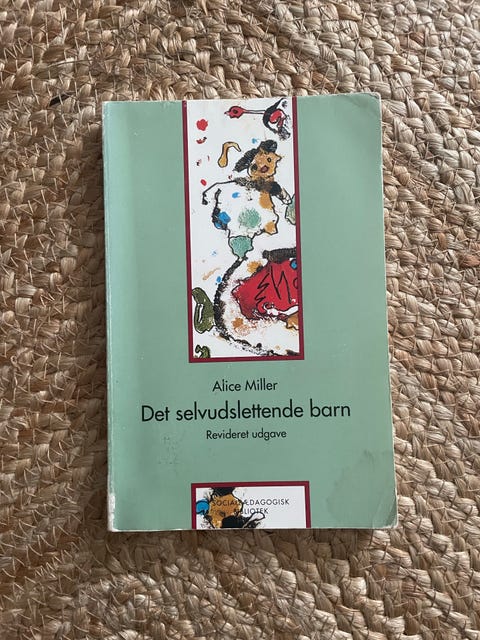 Alice Miller
Det selvudslettende barn
Revideret udgave
SOCIALPÆDAGOGISK
BIBLIOTEK